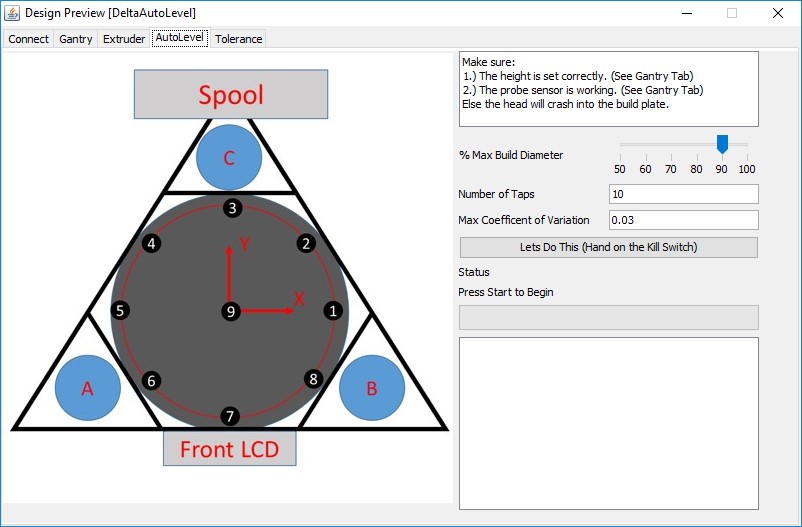 Design Preview [DeltaAutoLevel]
Connect Gantry Extruder AutoLevel Tolerance
Spool
C
3
4 2
Y
X
5 9 1
6 8
7
A B
Front LCD
Make sure:
1.) The height is set correctly. (See Gantry Tab)
2.) The probe sensor is working. (See Gantry Tab)
Else the head will crash into the build plate.
% Max Build Diameter
50 60 70 80 90 100
Number of Taps 10
Max Coefficent of Variation 0.03
Lets Do This (Hand on the Kill Switch)
Status
Press Start to Begin